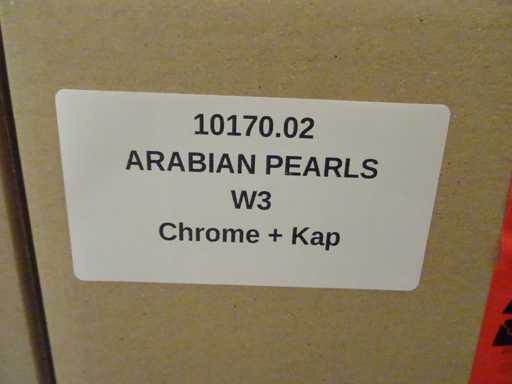 10170.02
ARABIAN PEARLS
W3
Chrome + Kap